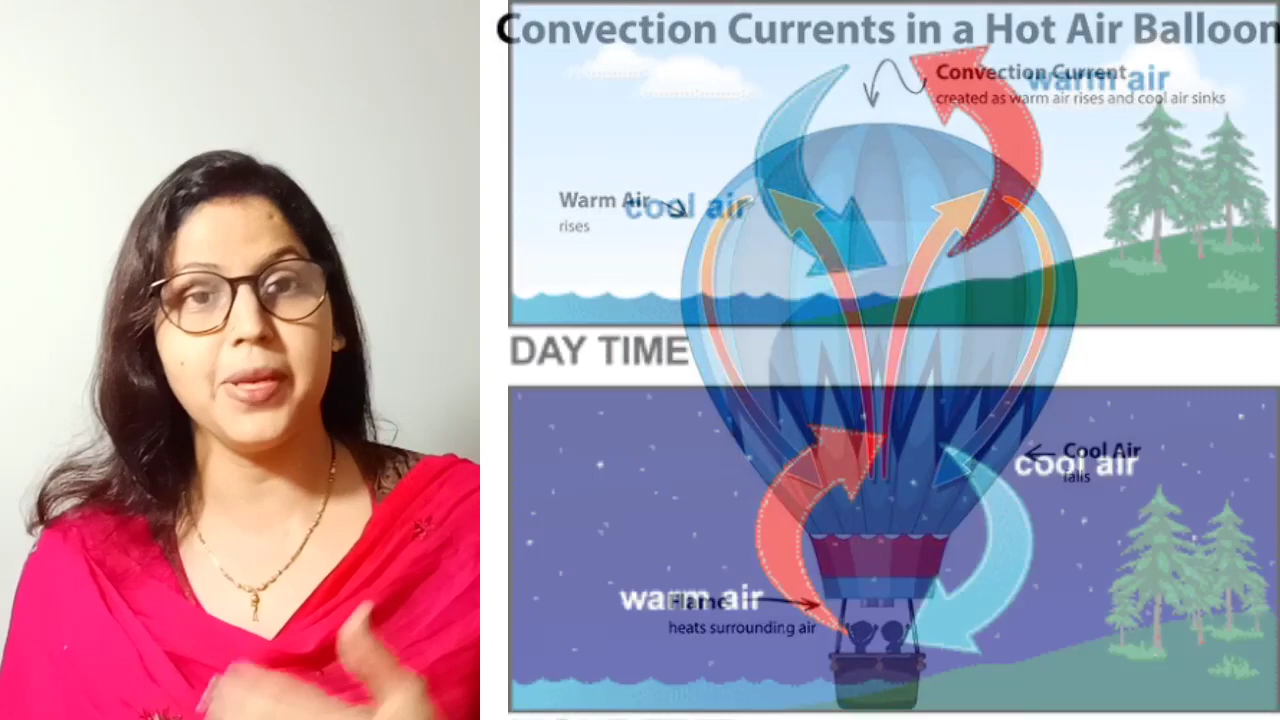 Convection Currents in a Hot Air Balloon
Convection Current
warm air
created as warm air rises and cool air sinks
Warm Air
cool air
rises
DAY TIME
Cool Air
cool air
falls
warm air
Flame
heats surrounding air